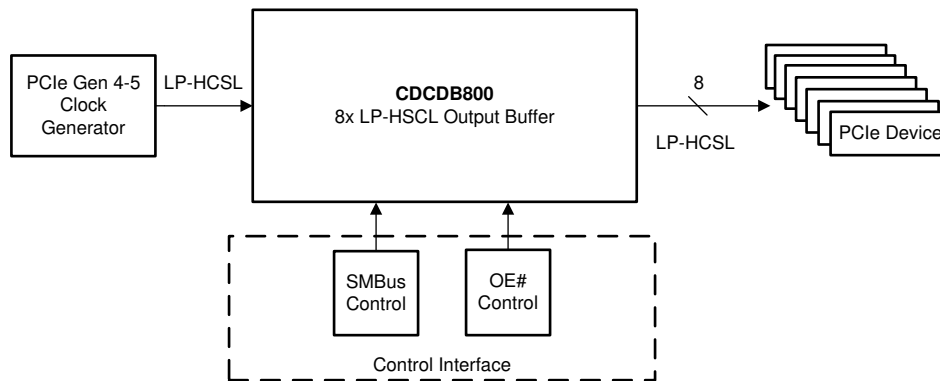 PCIe Gen 4-5
Clock
Generator
LP-HCSL
CDCDB800
8x LP-HSCL Output Buffer
8
LP-HCSL
PCIe Device
SMBus
Control
OE#
Control
Control Interface